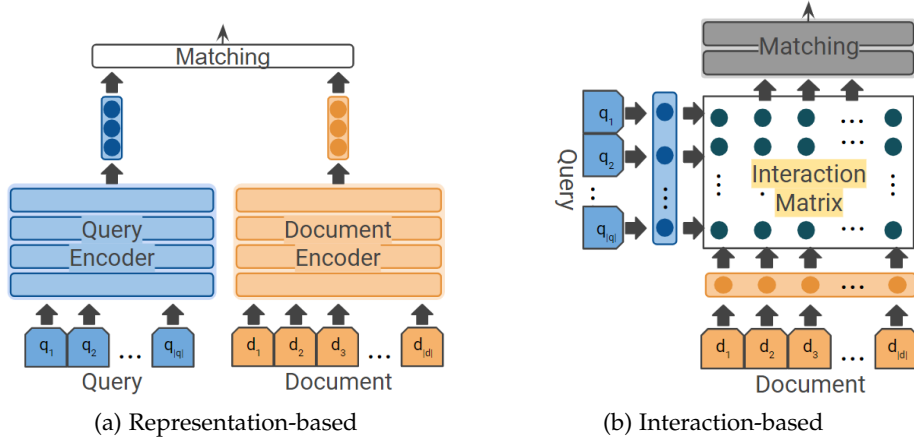 Matching
Query
Encoder
Document
Encoder
q1 q2 ... q|q|
d1 d2 d3 ... d|d|
Query
Document
(a) Representation-based
Matching
Query
q1
q2
q|q|
Interaction
Matrix
d1 d2 d3 ... d|d|
Document
(b) Interaction-based